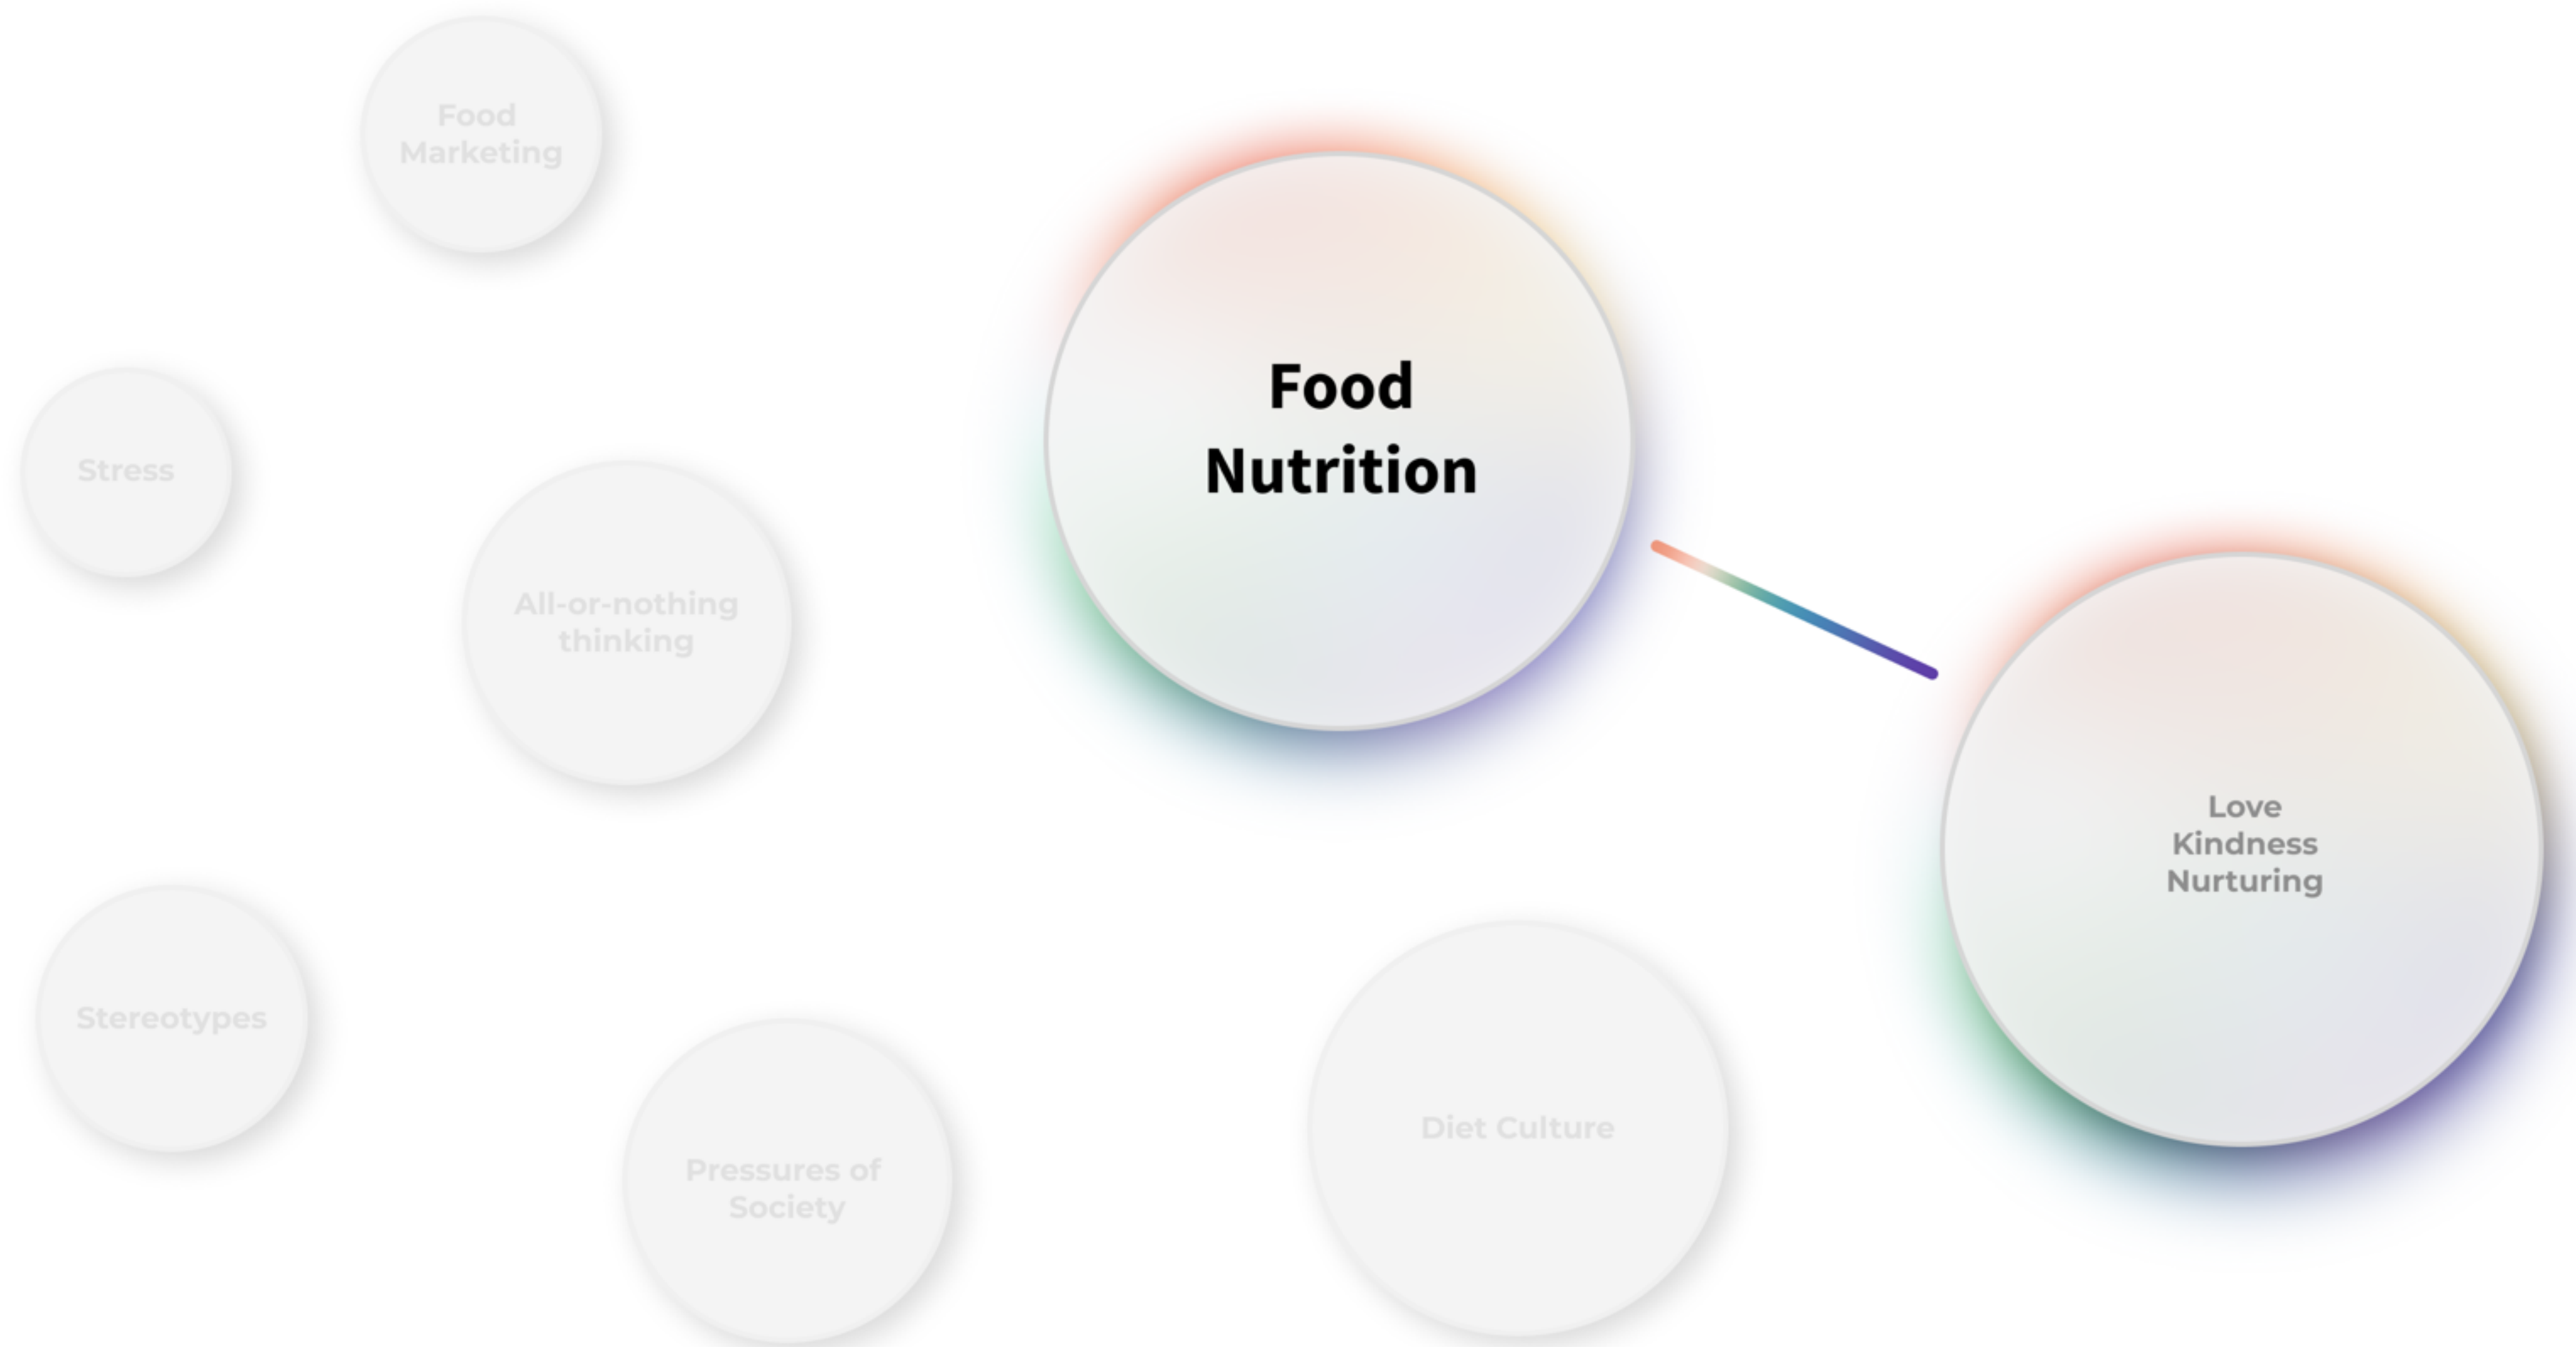 Food
Marketing
Food
Nutrition
Stress
All-or-nothing
thinking
Love
Kindness
Nurturing
Stereotypes
Diet Culture
Pressures of
Society